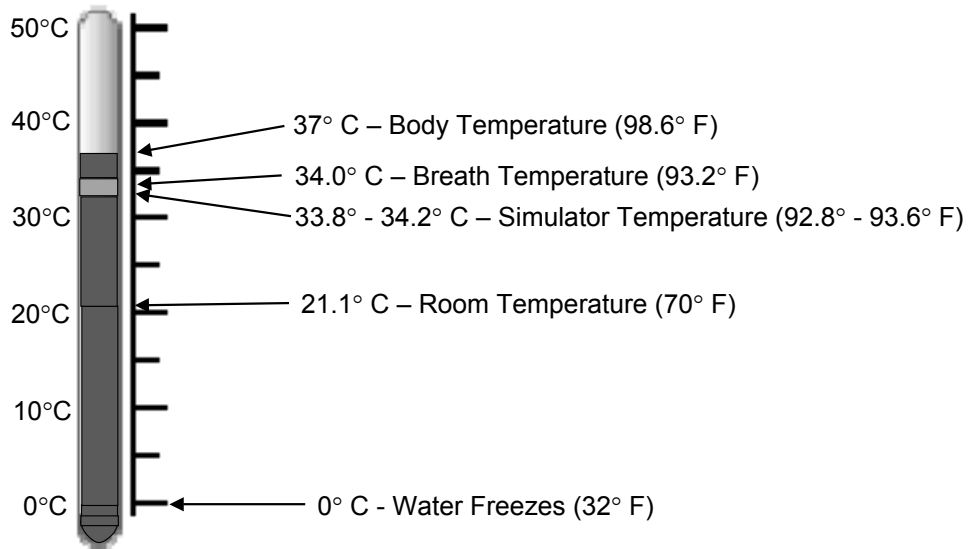 50°C
40°C
37° C – Body Temperature (98.6° F)
34.0° C – Breath Temperature (93.2° F)
30°C
33.8° - 34.2° C – Simulator Temperature (92.8° - 93.6° F)
21.1° C – Room Temperature (70° F)
20°C
10°C
0°C
0° C - Water Freezes (32° F)